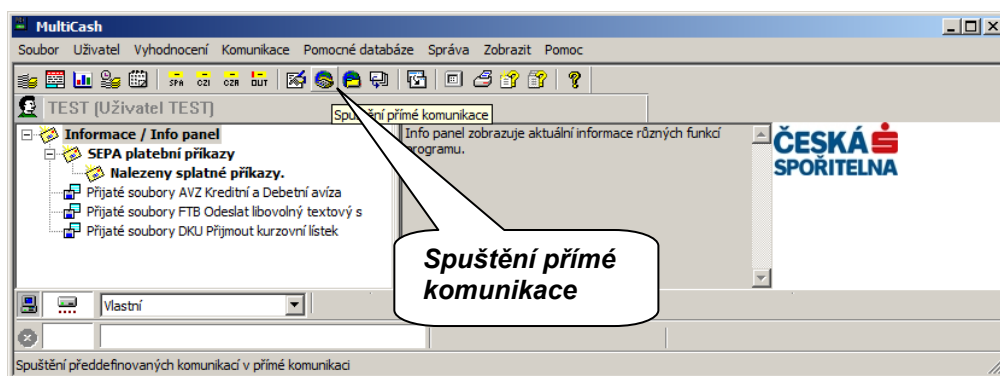 MultiCash
Soubor Uživatel Vyhodnocení Komunikace Pomocné databáze Správa Zobrazit Pomoc
SPA CZI CZR OUT
TEST (Uživatel TEST)
Spuštění přímé komunikace
Informace / Info panel
SEPA platební příkazy
Nalezeny splatné příkazy.
Přijaté soubory AVZ Kreditní a Debetní avíza
Přijaté soubory FTB Odeslat libovolný textový s
Přijaté soubory DKU Přijmout kurzovní lístek
Info panel zobrazuje aktuální informace různých funkcí
programu.
ČESKÁ
SPOŘITELNA
Spuštění přímé
komunikace
Vlastní
Spuštění předdefinovaných komunikací v přímé komunikaci